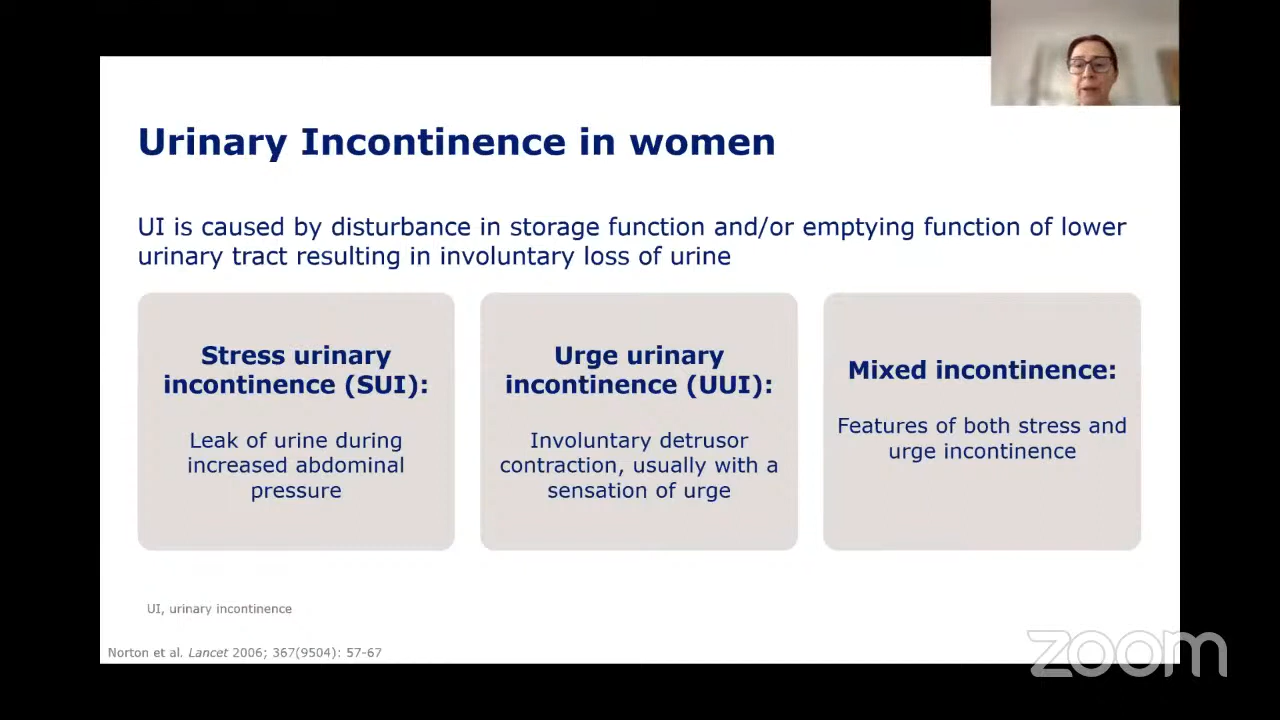 Urinary Incontinence in women
UI is caused by disturbance in storage function and/or emptying function of lower
urinary tract resulting in involuntary loss of urine
Stress urinary
incontinence (SUI):
Leak of urine during
increased abdominal
pressure
Urge urinary
incontinence (UUI):
Involuntary detrusor
contraction, usually with a
sensation of urge
Mixed incontinence:
Features of both stress and
urge incontinence
UI, urinary incontinence
Norton et al. Lancet 2006; 367(9504): 57-67
zoom